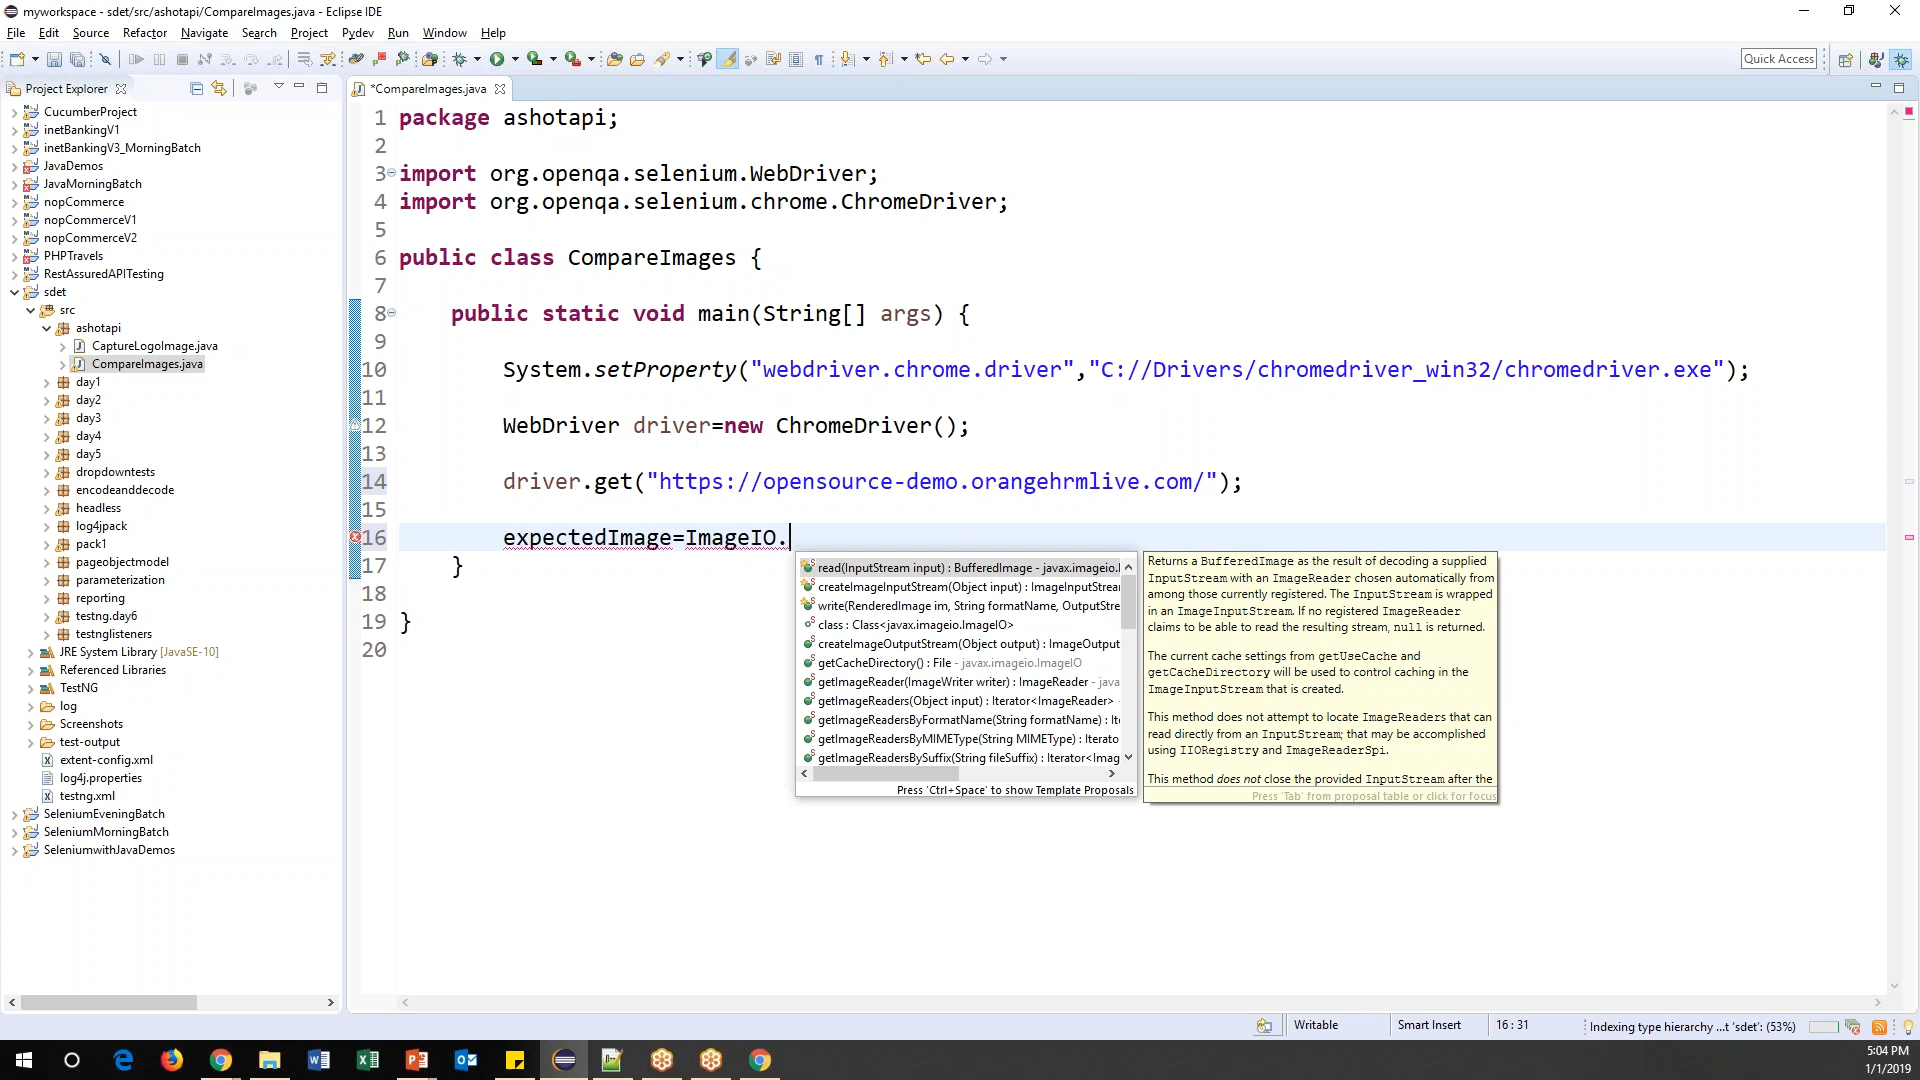 myworkspace - sdet/src/ashotapi/CompareImages.java - Eclipse IDE
File Edit Source Refactor Navigate Search Project Pydev Run Window Help
Quick Access
Project Explorer
*CompareImages.java
CucumberProject
inetBankingV1
inetBankingV3_MorningBatch
JavaDemos
JavaMorningBatch
nopCommerce
nopCommerceV1
nopCommerceV2
PHPTravels
RestAssuredAPITesting
sdet
src
ashotapi
CaptureLogoImage.java
CompareImages.java
day1
day2
day3
day4
day5
dropdowntests
encodeanddecode
headless
log4jpack
pack1
pageobjectmodel
parameterization
reporting
testng.day6
testnglisteners
JRE System Library [JavaSE-10]
Referenced Libraries
TestNG
log
Screenshots
test-output
extent-config.xml
log4j.properties
testng.xml
SeleniumEveningBatch
SeleniumMorningBatch
SeleniumwithJavaDemos
1 package ashotapi;
2
3 import org.openqa.selenium.WebDriver;
4 import org.openqa.selenium.chrome.ChromeDriver;
5
6 public class CompareImages {
7
8 public static void main(String[] args) {
9
10 System.setProperty("webdriver.chrome.driver","C://Drivers/chromedriver_win32/chromedriver.exe");
11
12 WebDriver driver=new ChromeDriver();
13
14 driver.get("https://opensource-demo.orangehrmlive.com/");
15
16 expectedImage=ImageIO.
17 }
18
19 }
20
read(InputStream input) : BufferedImage - javax.imageio.I
createImageInputStream(Object input) : ImageInputStrea
write(RenderedImage im, String formatName, OutputStre
class : Class<javax.imageio.ImageIO>
createImageOutputStream(Object output) : ImageOutput
getCacheDirectory() : File - javax.imageio.ImageIO
getImageReader(ImageWriter writer) : ImageReader - java
getImageReaders(Object input) : Iterator<ImageReader>
getImageReadersByFormatName(String formatName) : Ite
getImageReadersByMIMEType(String MIMEType) : Iterato
getImageReadersBySuffix(String fileSuffix) : Iterator<Imag
Press 'Ctrl+Space' to show Template Proposals
Returns a BufferedImage as the result of decoding a supplied
InputStream with an ImageReader chosen automatically from
among those currently registered. The InputStream is wrapped
in an ImageInputStream. If no registered ImageReader
claims to be able to read the resulting stream, null is returned.
The current cache settings from getUseCache and
getCacheDirectory will be used to control caching in the
ImageInputStream that is created.
This method does not attempt to locate ImageReaders that can
read directly from an InputStream; that may be accomplished
using IIORegistry and ImageReaderSpi.
This method does not close the provided InputStream after the
Press 'Tab' from proposal table or click for focus
Writable Smart Insert 16 : 31 Indexing type hierarchy ...t 'sdet': (53%)
5:04 PM
1/1/2019